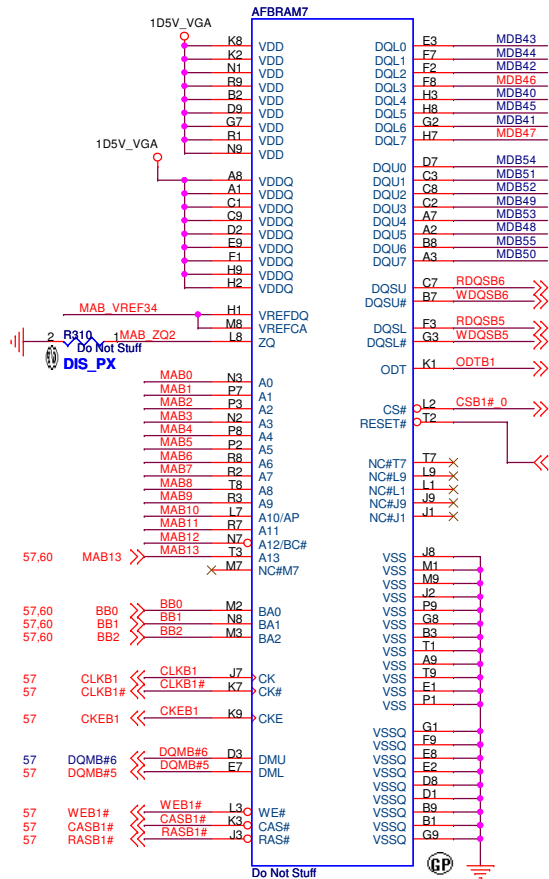 AFBRAM7
1D5V_VGA
K8 VDD DQL0 E3 MDB43
K2 VDD DQL1 F7 MDB44
N1 VDD DQL2 F2 MDB42
R9 VDD DQL3 F8 MDB46
B2 VDD DQL4 H3 MDB40
D9 VDD DQL5 H8 MDB45
G7 VDD DQL6 G2 MDB41
R1 VDD DQL7 H7 MDB47
N9 VDD
1D5V_VGA
A8 VDDQ DQU0 D7 MDB54
A1 VDDQ DQU1 C3 MDB51
C1 VDDQ DQU2 C8 MDB52
C9 VDDQ DQU3 C2 MDB49
D2 VDDQ DQU4 A7 MDB53
E9 VDDQ DQU5 A2 MDB48
F1 VDDQ DQU6 B8 MDB55
H9 VDDQ DQU7 A3 MDB50
H2 VDDQ
DQSU C7 RDQSB6
DQSU# B7 WDQSB6
MAB_VREF34 H1 VREFDQ
M8 VREFCA
DQSL F3 RDQSB5
DQSL# G3 WDQSB5
2 R310 1 MAB_ZQ2 L8 ZQ
Do Not Stuff
DIS_PX
ODT K1 ODTB1
MAB0 N3 A0
MAB1 P7 A1
MAB2 P3 A2
MAB3 N2 A3
MAB4 P8 A4
MAB5 P2 A5
MAB6 R8 A6
MAB7 R2 A7
MAB8 T8 A8
MAB9 R3 A9
MAB10 L7 A10/AP
MAB11 R7 A11
MAB12 N7 A12/BC#
57,60 MAB13 MAB13 T3 A13
M7 NC#M7
CS# L2 CSB1#_0
RESET# T2
NC#T7 T7
NC#L9 L9
NC#L1 L1
NC#J9 J9
NC#J1 J1
57,60 BB0 BB0 M2 BA0
57,60 BB1 BB1 N8 BA1
57,60 BB2 BB2 M3 BA2
VSS J8
VSS M1
VSS M9
VSS J2
VSS P9
VSS G8
VSS B3
VSS T1
VSS A9
VSS T9
VSS E1
VSS P1
57 CLKB1 CLKB1 J7 CK
57 CLKB1# CLKB1# K7 CK#
57 CKEB1 CKEB1 K9 CKE
57 DQMB#6 DQMB#6 D3 DMU
57 DQMB#5 DQMB#5 E7 DML
57 WEB1# WEB1# L3 WE#
57 CASB1# CASB1# K3 CAS#
57 RASB1# RASB1# J3 RAS#
VSSQ G1
VSSQ F9
VSSQ E8
VSSQ E2
VSSQ D8
VSSQ D1
VSSQ B9
VSSQ B1
VSSQ G9
GP
Do Not Stuff